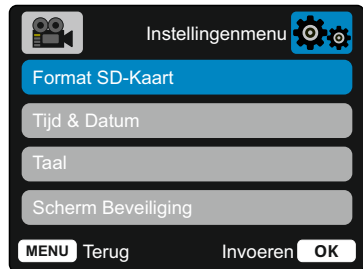 Instellingenmenu
Format SD-Kaart
Tijd & Datum
Taal
Scherm Beveiliging
MENU Terug Invoeren OK